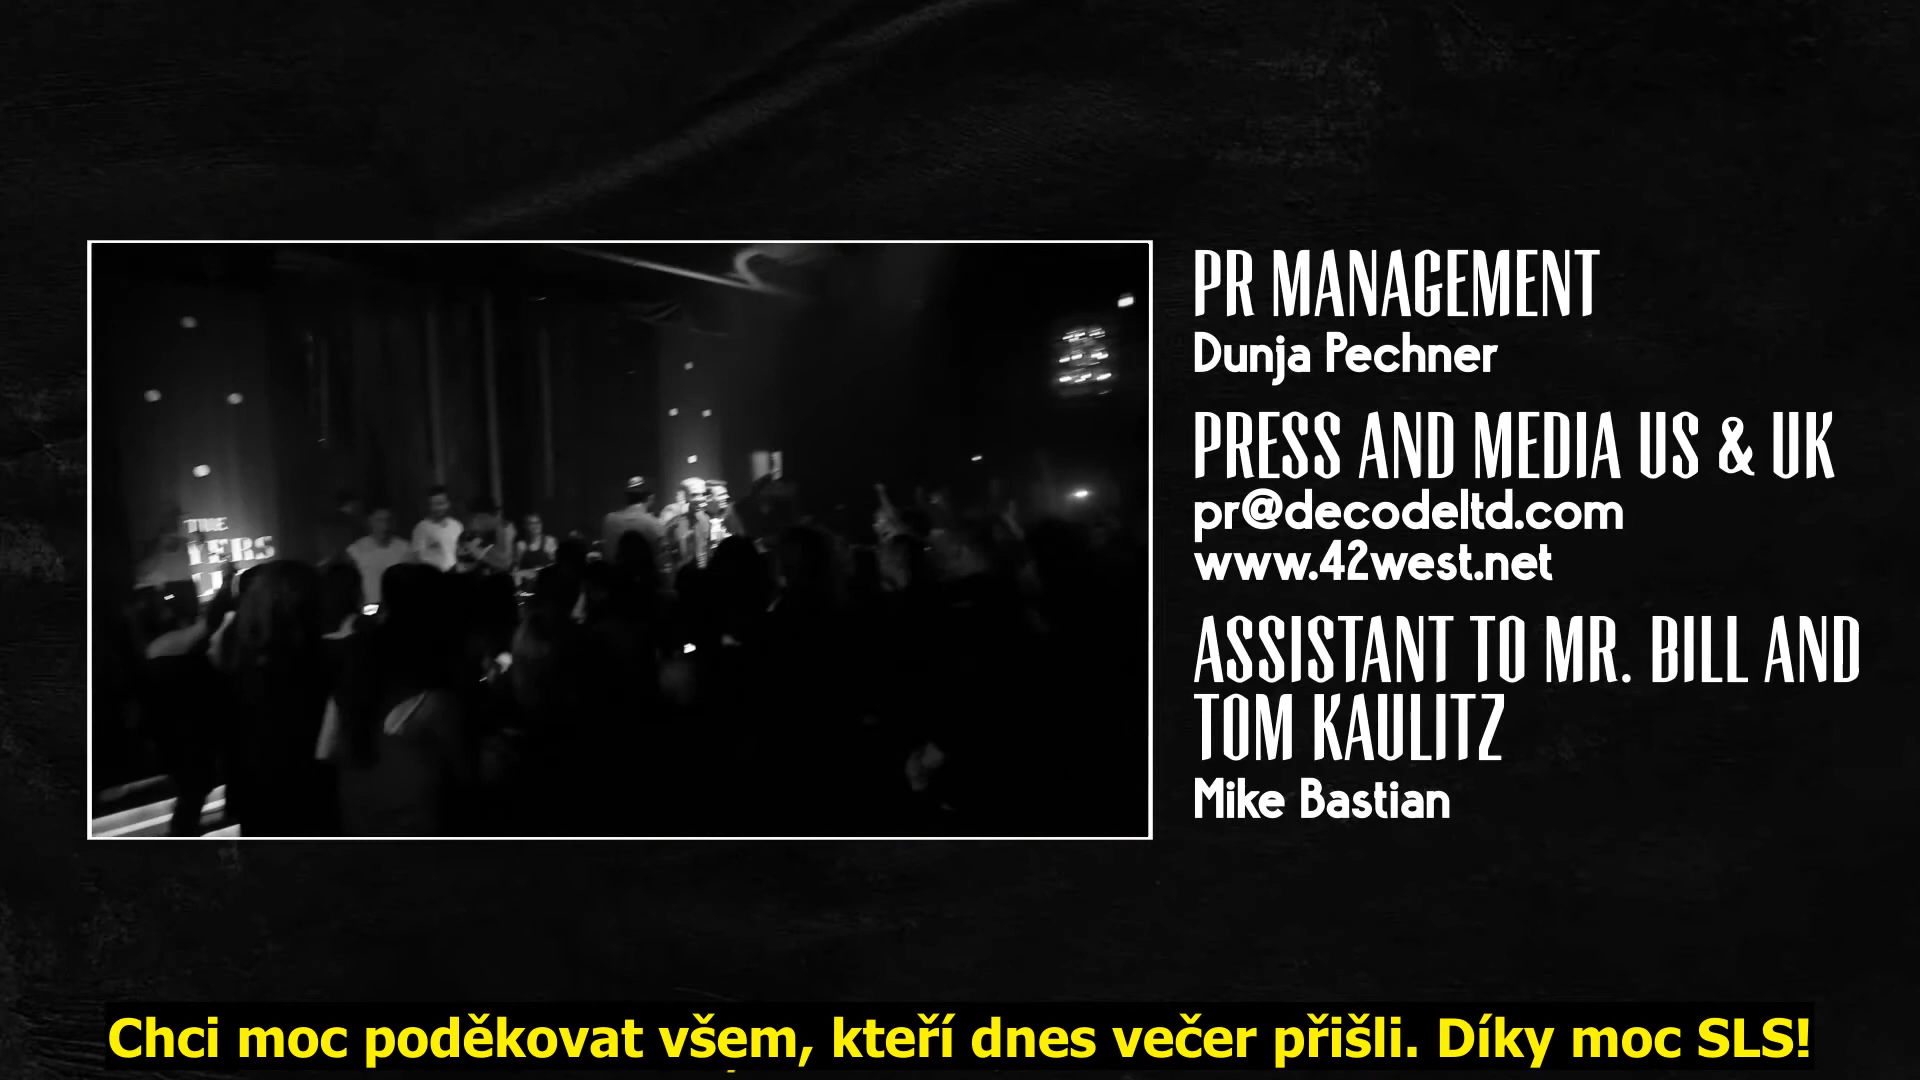 THE
PR MANAGEMENT
Dunja Pechner
PRESS AND MEDIA US & UK
pr@decodeltd.com
www.42west.net
ASSISTANT TO MR. BILL AND
TOM KAULITZ
Mike Bastian
Chci moc poděkovat všem, kteří dnes večer přišli. Díky moc SLS!